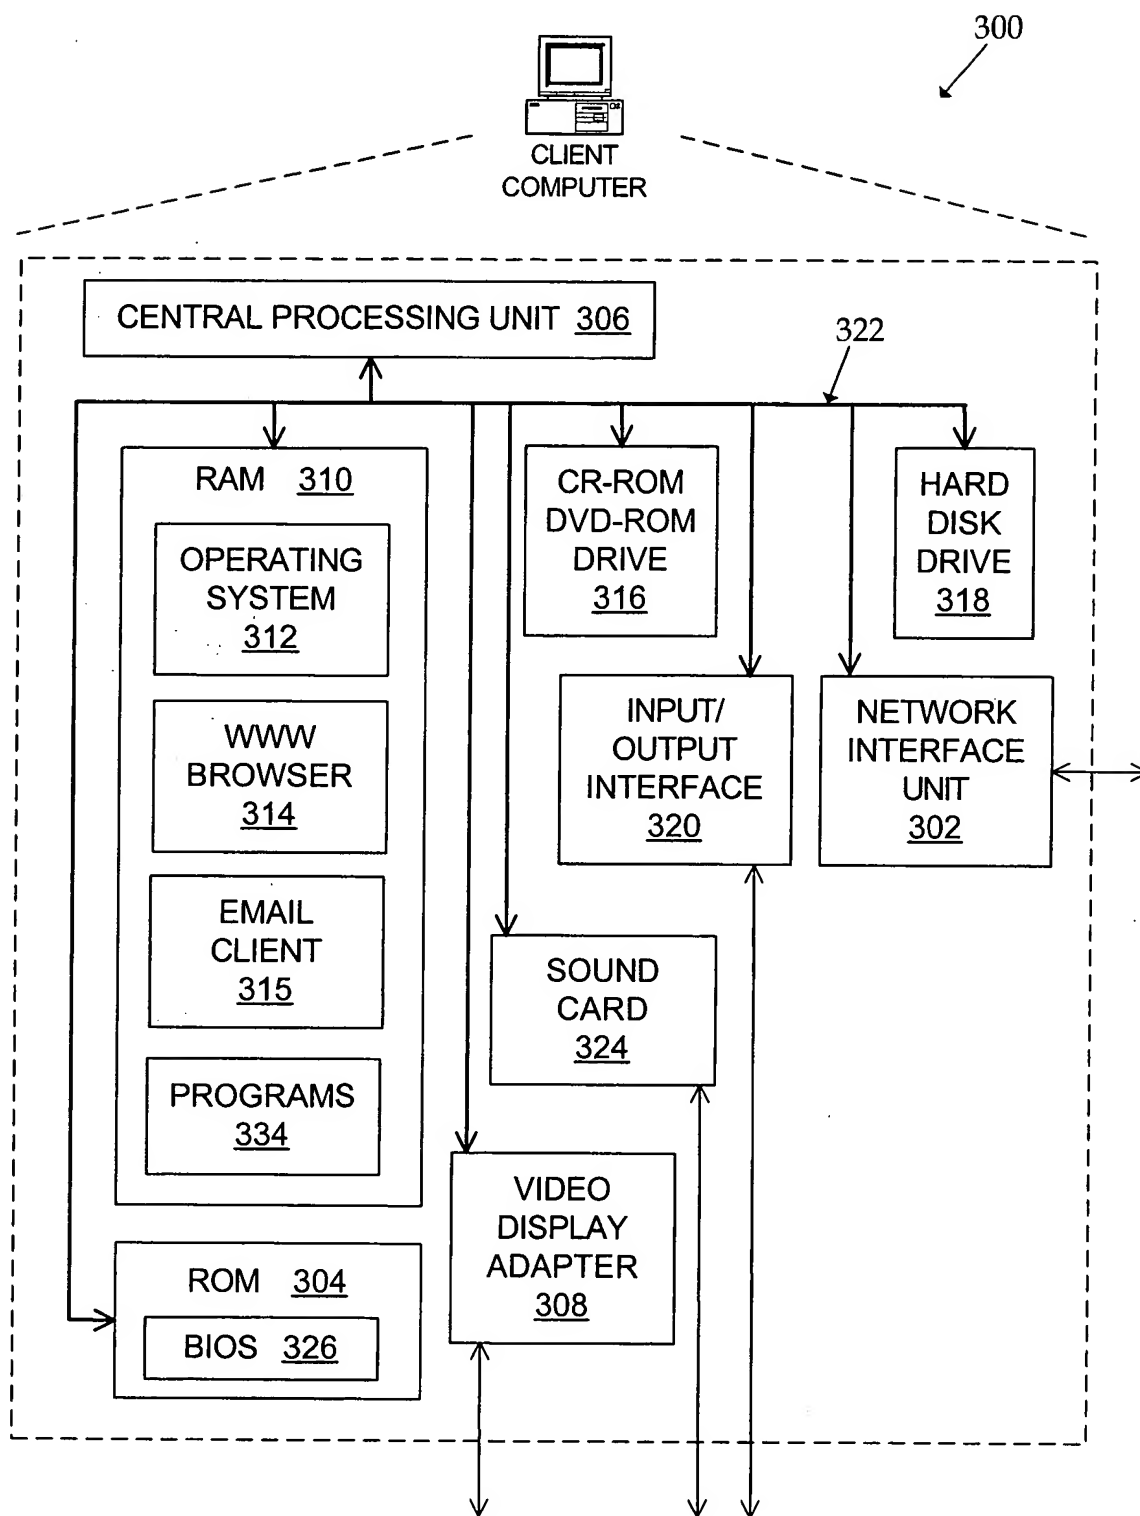 300
CLIENT
COMPUTER
CENTRAL PROCESSING UNIT 306
322
RAM 310
OPERATING
SYSTEM
312
WWW
BROWSER
314
EMAIL
CLIENT
315
PROGRAMS
334
ROM 304
BIOS 326
CR-ROM
DVD-ROM
DRIVE
316
HARD
DISK
DRIVE
318
INPUT/
OUTPUT
INTERFACE
320
NETWORK
INTERFACE
UNIT
302
SOUND
CARD
324
VIDEO
DISPLAY
ADAPTER
308